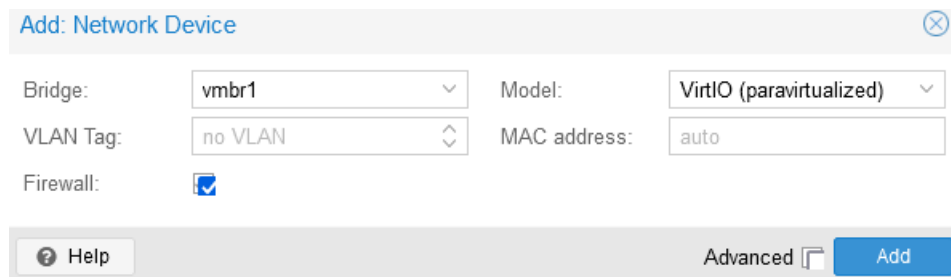 Add: Network Device
Bridge: vmbr1 Model: VirtIO (paravirtualized)
VLAN Tag: no VLAN MAC address: auto
Firewall:
Help Advanced Add